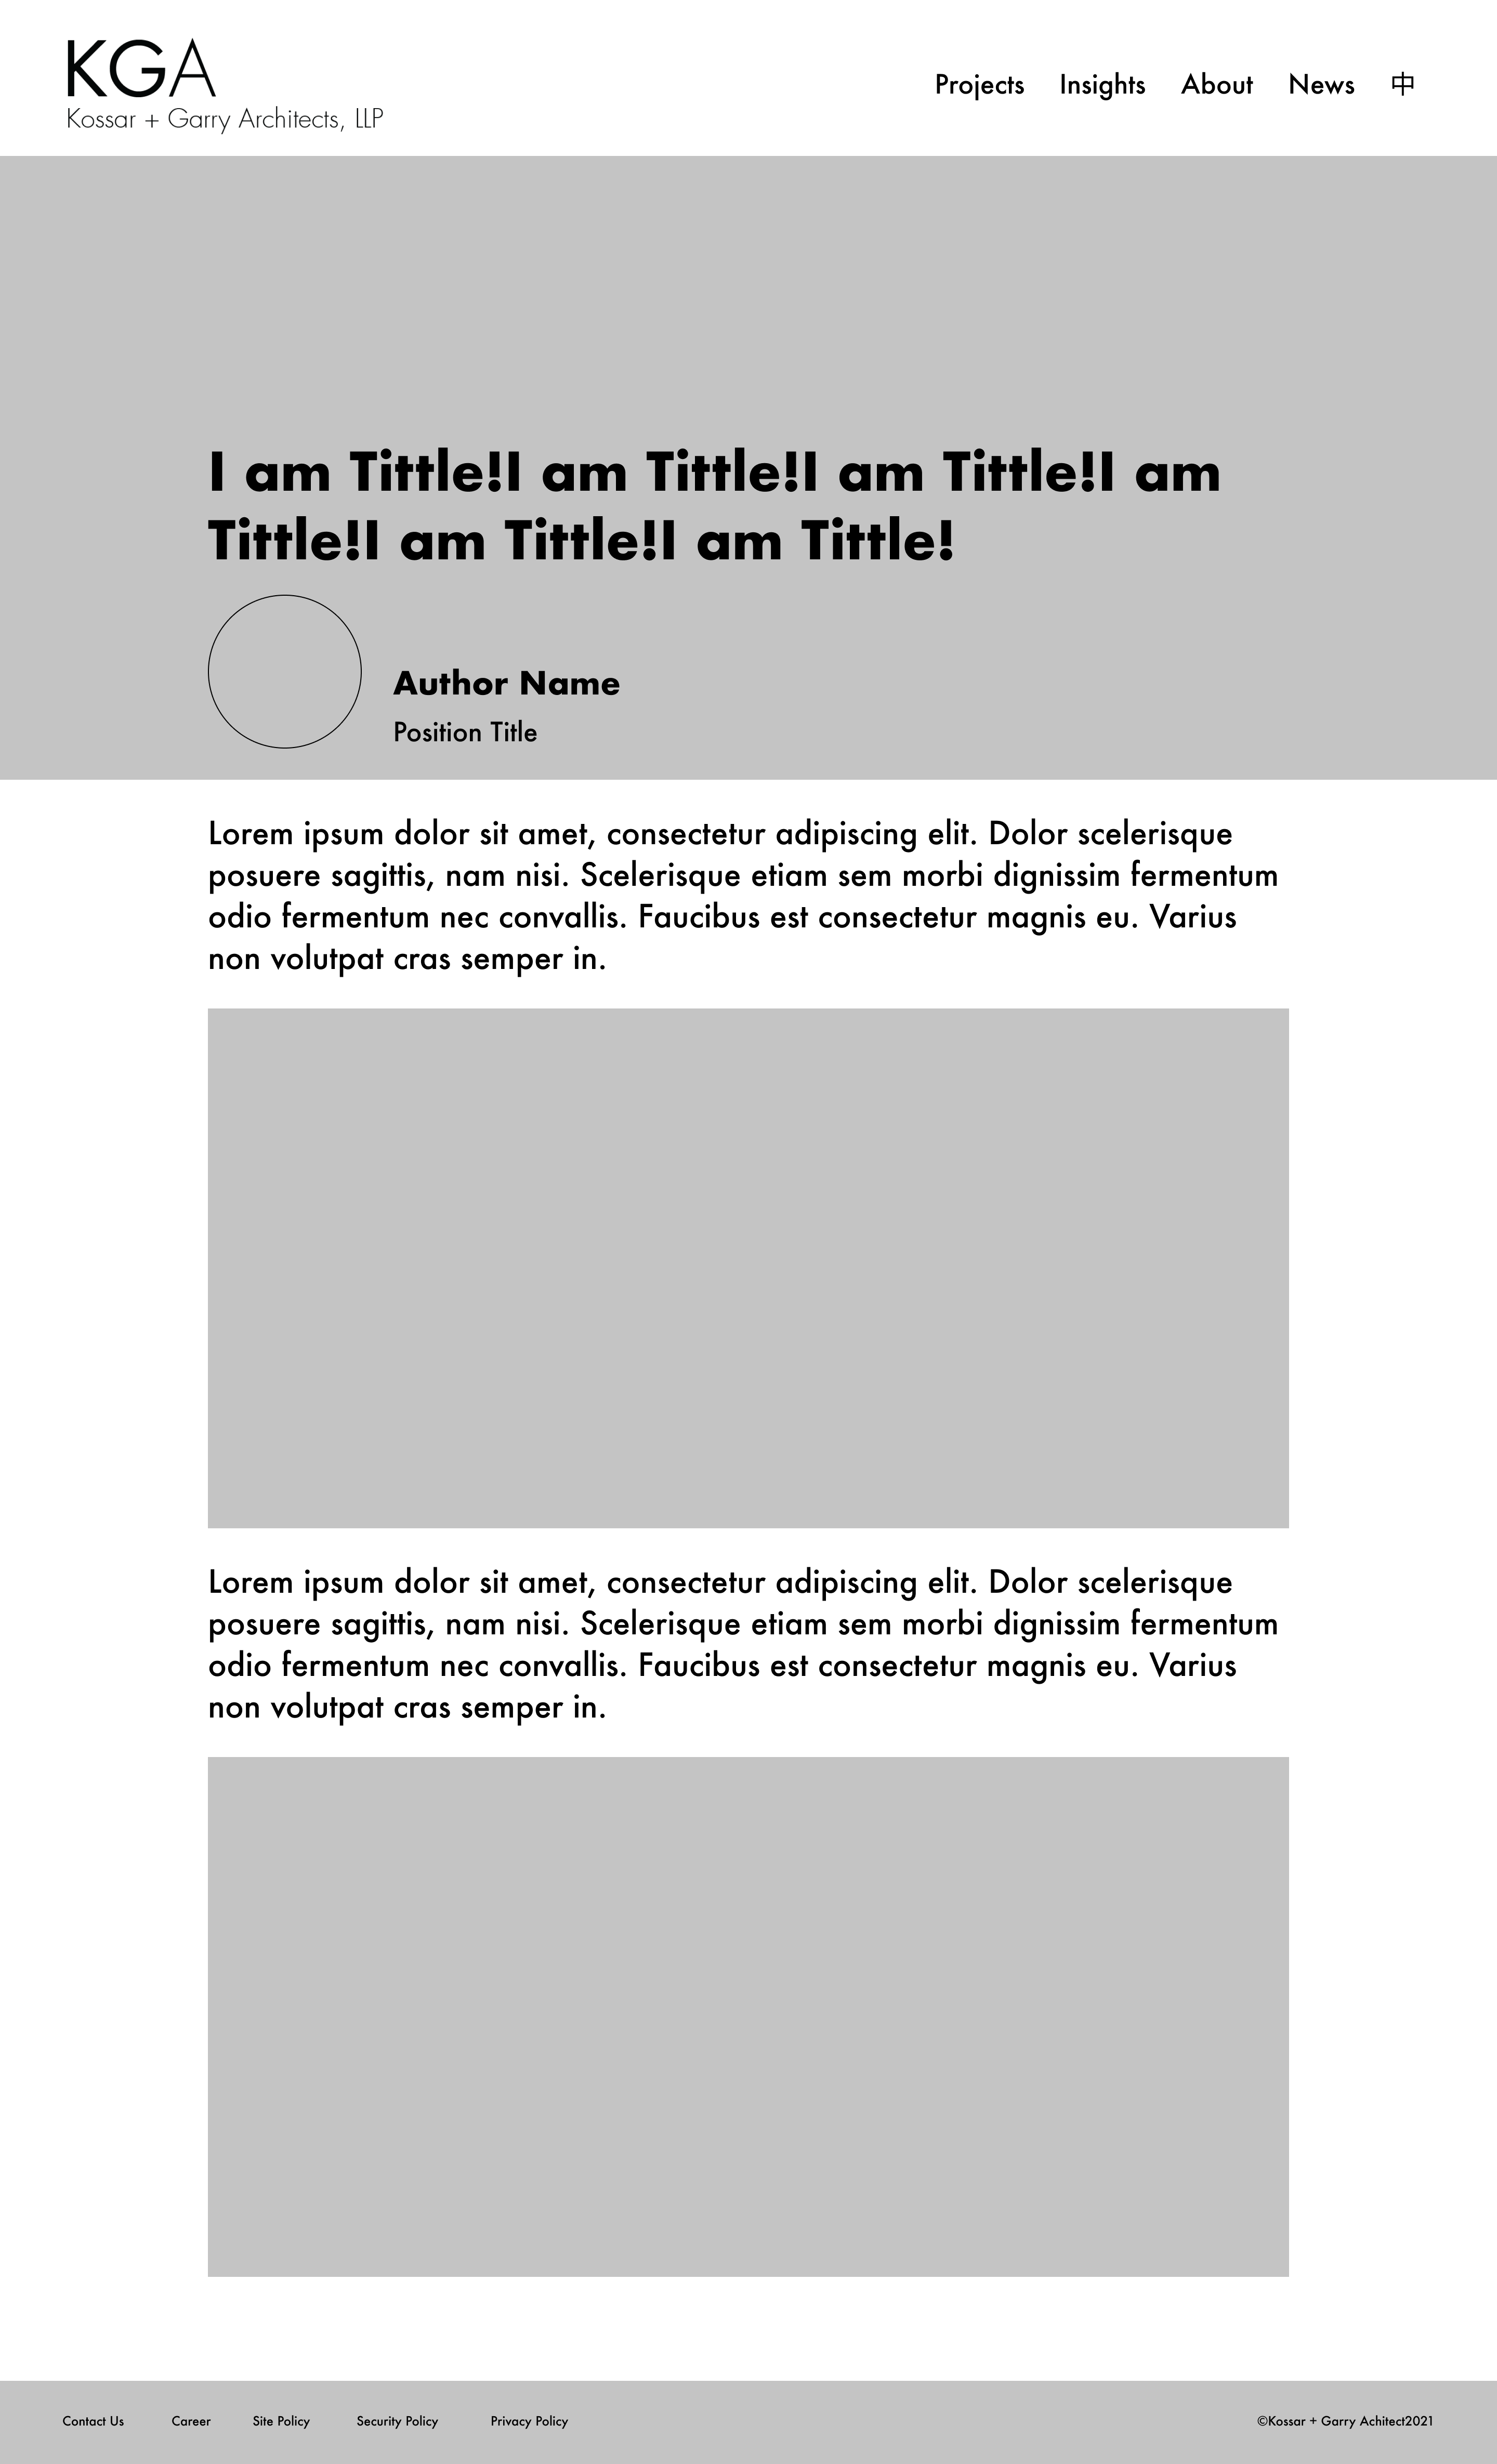 KGA
Kossar + Garry Architects, LLP
Projects Insights About News 中
I am Tittle!I am Tittle!I am Tittle!I am
Tittle!I am Tittle!I am Tittle!
Author Name
Position Title
Lorem ipsum dolor sit amet, consectetur adipiscing elit. Dolor scelerisque
posuere sagittis, nam nisi. Scelerisque etiam sem morbi dignissim fermentum
odio fermentum nec convallis. Faucibus est consectetur magnis eu. Varius
non volutpat cras semper in.
Lorem ipsum dolor sit amet, consectetur adipiscing elit. Dolor scelerisque
posuere sagittis, nam nisi. Scelerisque etiam sem morbi dignissim fermentum
odio fermentum nec convallis. Faucibus est consectetur magnis eu. Varius
non volutpat cras semper in.
Contact Us Career Site Policy Security Policy Privacy Policy ©Kossar + Garry Achitect2021